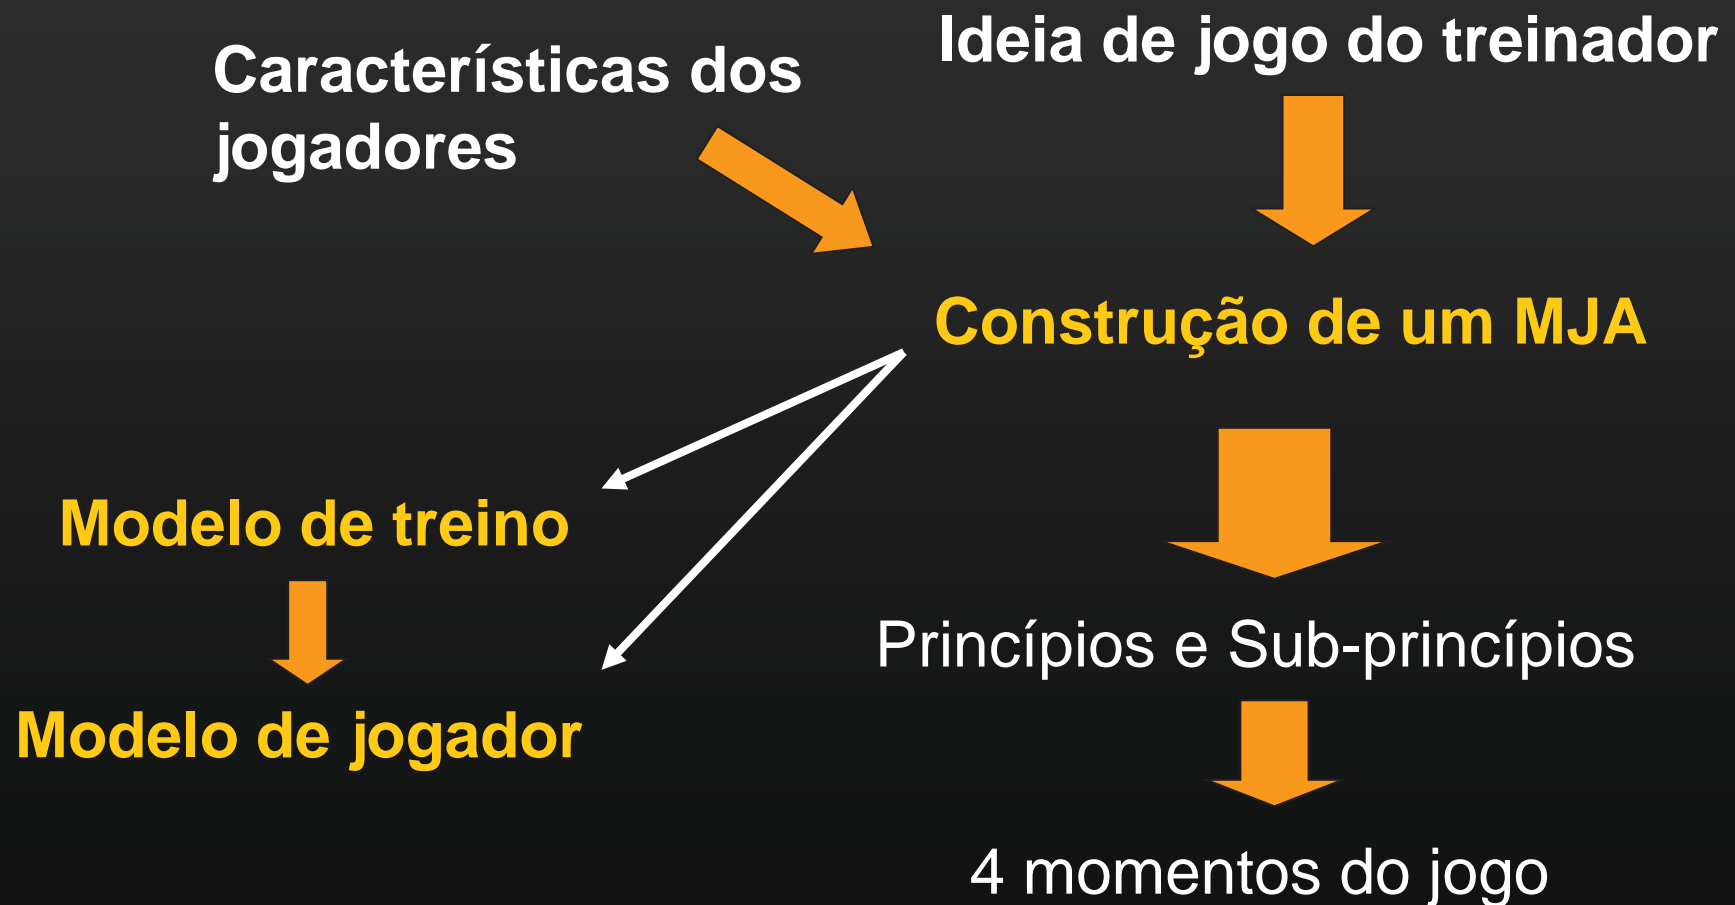 Características dos
jogadores
Ideia de jogo do treinador
Construção de um MJA
Modelo de treino
Modelo de jogador
Princípios e Sub-princípios
4 momentos do jogo